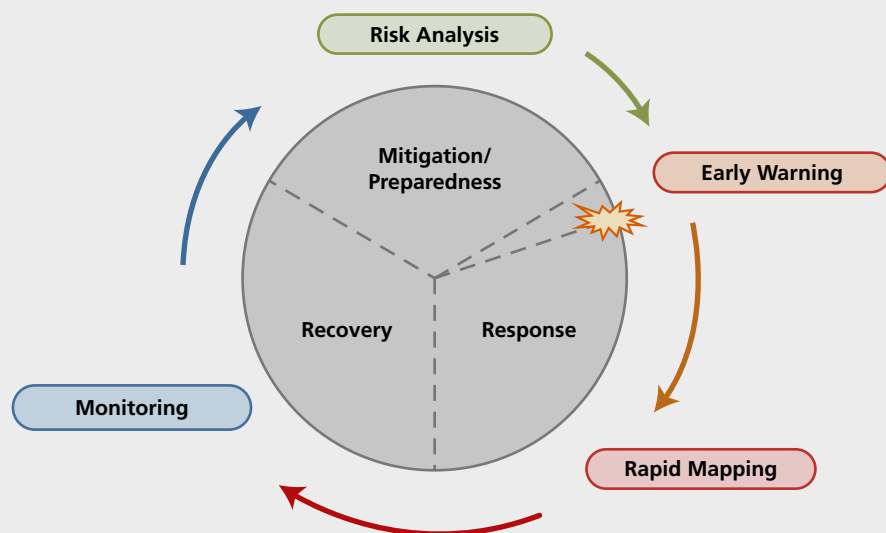 Risk Analysis
Mitigation/
Preparedness
Early Warning
Recovery
Response
Monitoring
Rapid Mapping